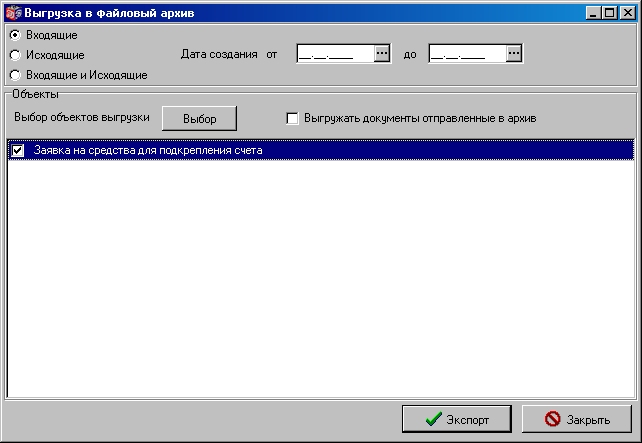 Выгрузка в файловый архив
Входящие
Исходящие
Входящие и Исходящие
Дата создания от __.__.____ ... до __.__.____ ...
Объекты
Выбор объектов выгрузки Выбор Выгружать документы отправленные в архив
Заявка на средства для подкрепления счета
Экспорт Закрыть